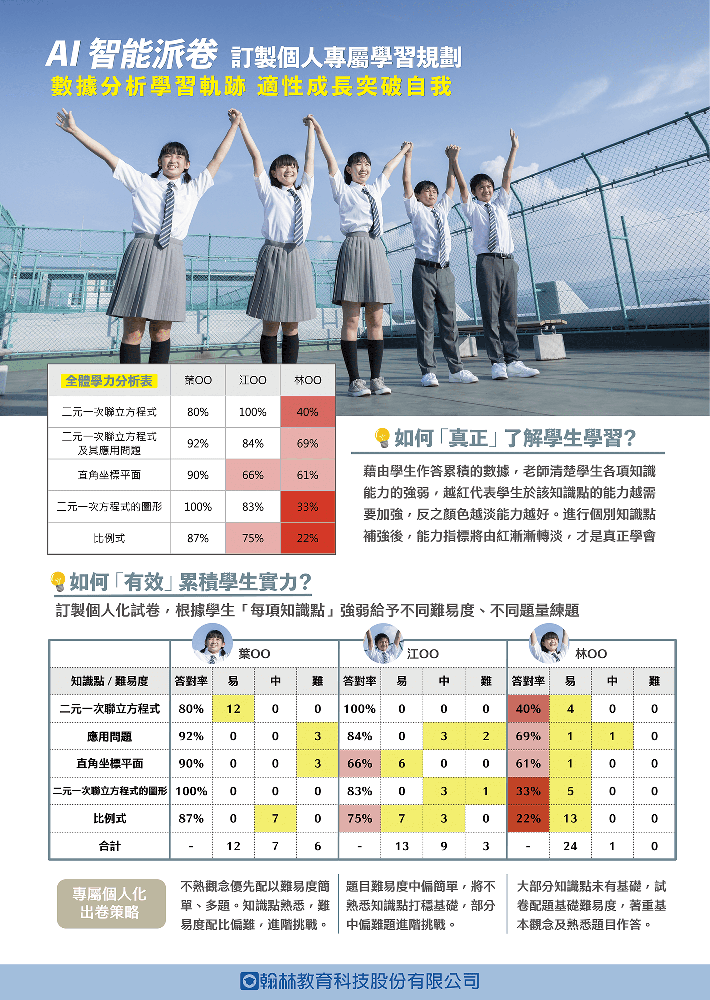 AI 智能派卷 訂製個人專屬學習規劃
數據分析學習軌跡 適性成長突破自我
全體學力分析表 葉OO 江OO 林OO
二元一次聯立方程式 80% 100% 40%
二元一次聯立方程式
及其應用問題 92% 84% 69%
直角坐標平面 90% 66% 61%
二元一次方程式的圖形 100% 83% 33%
比例式 87% 75% 22%
如何「真正」了解學生學習?
藉由學生作答累積的數據，老師清楚學生各項知識
能力的強弱，越紅代表學生於該知識點的能力越需
要加強，反之顏色越淡能力越好。進行個別知識點
補強後，能力指標將由紅漸漸轉淡，才是真正學會
如何「有效」累積學生實力?
訂製個人化試卷，根據學生「每項知識點」強弱給予不同難易度、不同題量練題
葉OO 江OO 林OO
知識點 / 難易度 答對率 易 中 難 答對率 易 中 難 答對率 易 中 難
二元一次聯立方程式 80% 12 0 0 100% 0 0 0 40% 4 0 0
應用問題 92% 0 0 3 84% 0 3 2 69% 1 1 0
直角坐標平面 90% 0 0 3 66% 6 0 0 61% 1 0 0
二元一次聯立方程式的圖形 100% 0 0 0 83% 0 3 1 33% 5 0 0
比例式 87% 0 7 0 75% 7 3 0 22% 13 0 0
合計 - 12 7 6 - 13 9 3 - 24 1 0
專屬個人化
出卷策略
不熟觀念優先配以難易度簡
單、多題。知識點熟悉，難
易度配比偏難，進階挑戰。
題目難易度中偏簡單，將不
熟悉知識點打穩基礎，部分
中偏難題進階挑戰。
大部分知識點未有基礎，試
卷配題基礎難易度，著重基
本觀念及熟悉題目作答。
翰林教育科技股份有限公司